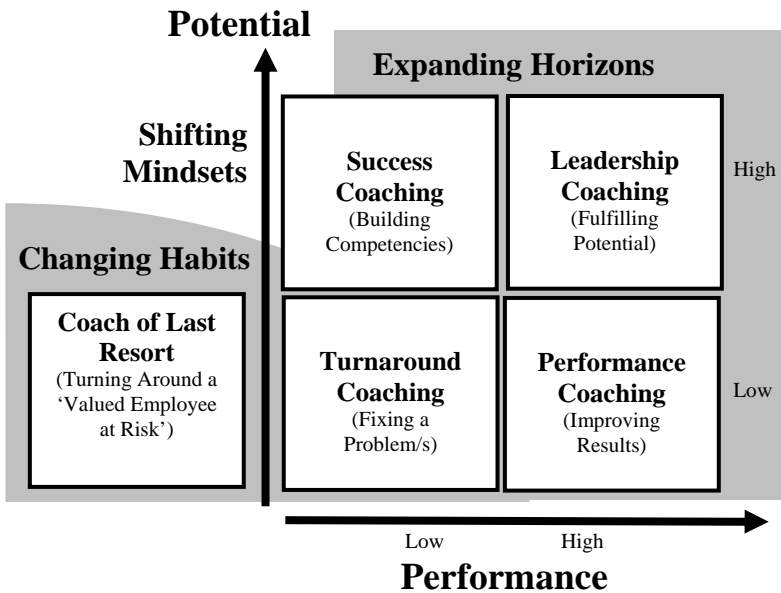 Potential
Expanding Horizons
Shifting
Mindsets
Success
Coaching
(Building
Competencies)
Leadership
Coaching
(Fulfilling
Potential)
High
Changing Habits
Coach of Last
Resort
(Turning Around a
‘Valued Employee
at Risk’)
Turnaround
Coaching
(Fixing a
Problem/s)
Performance
Coaching
(Improving
Results)
Low
Low
High
Performance